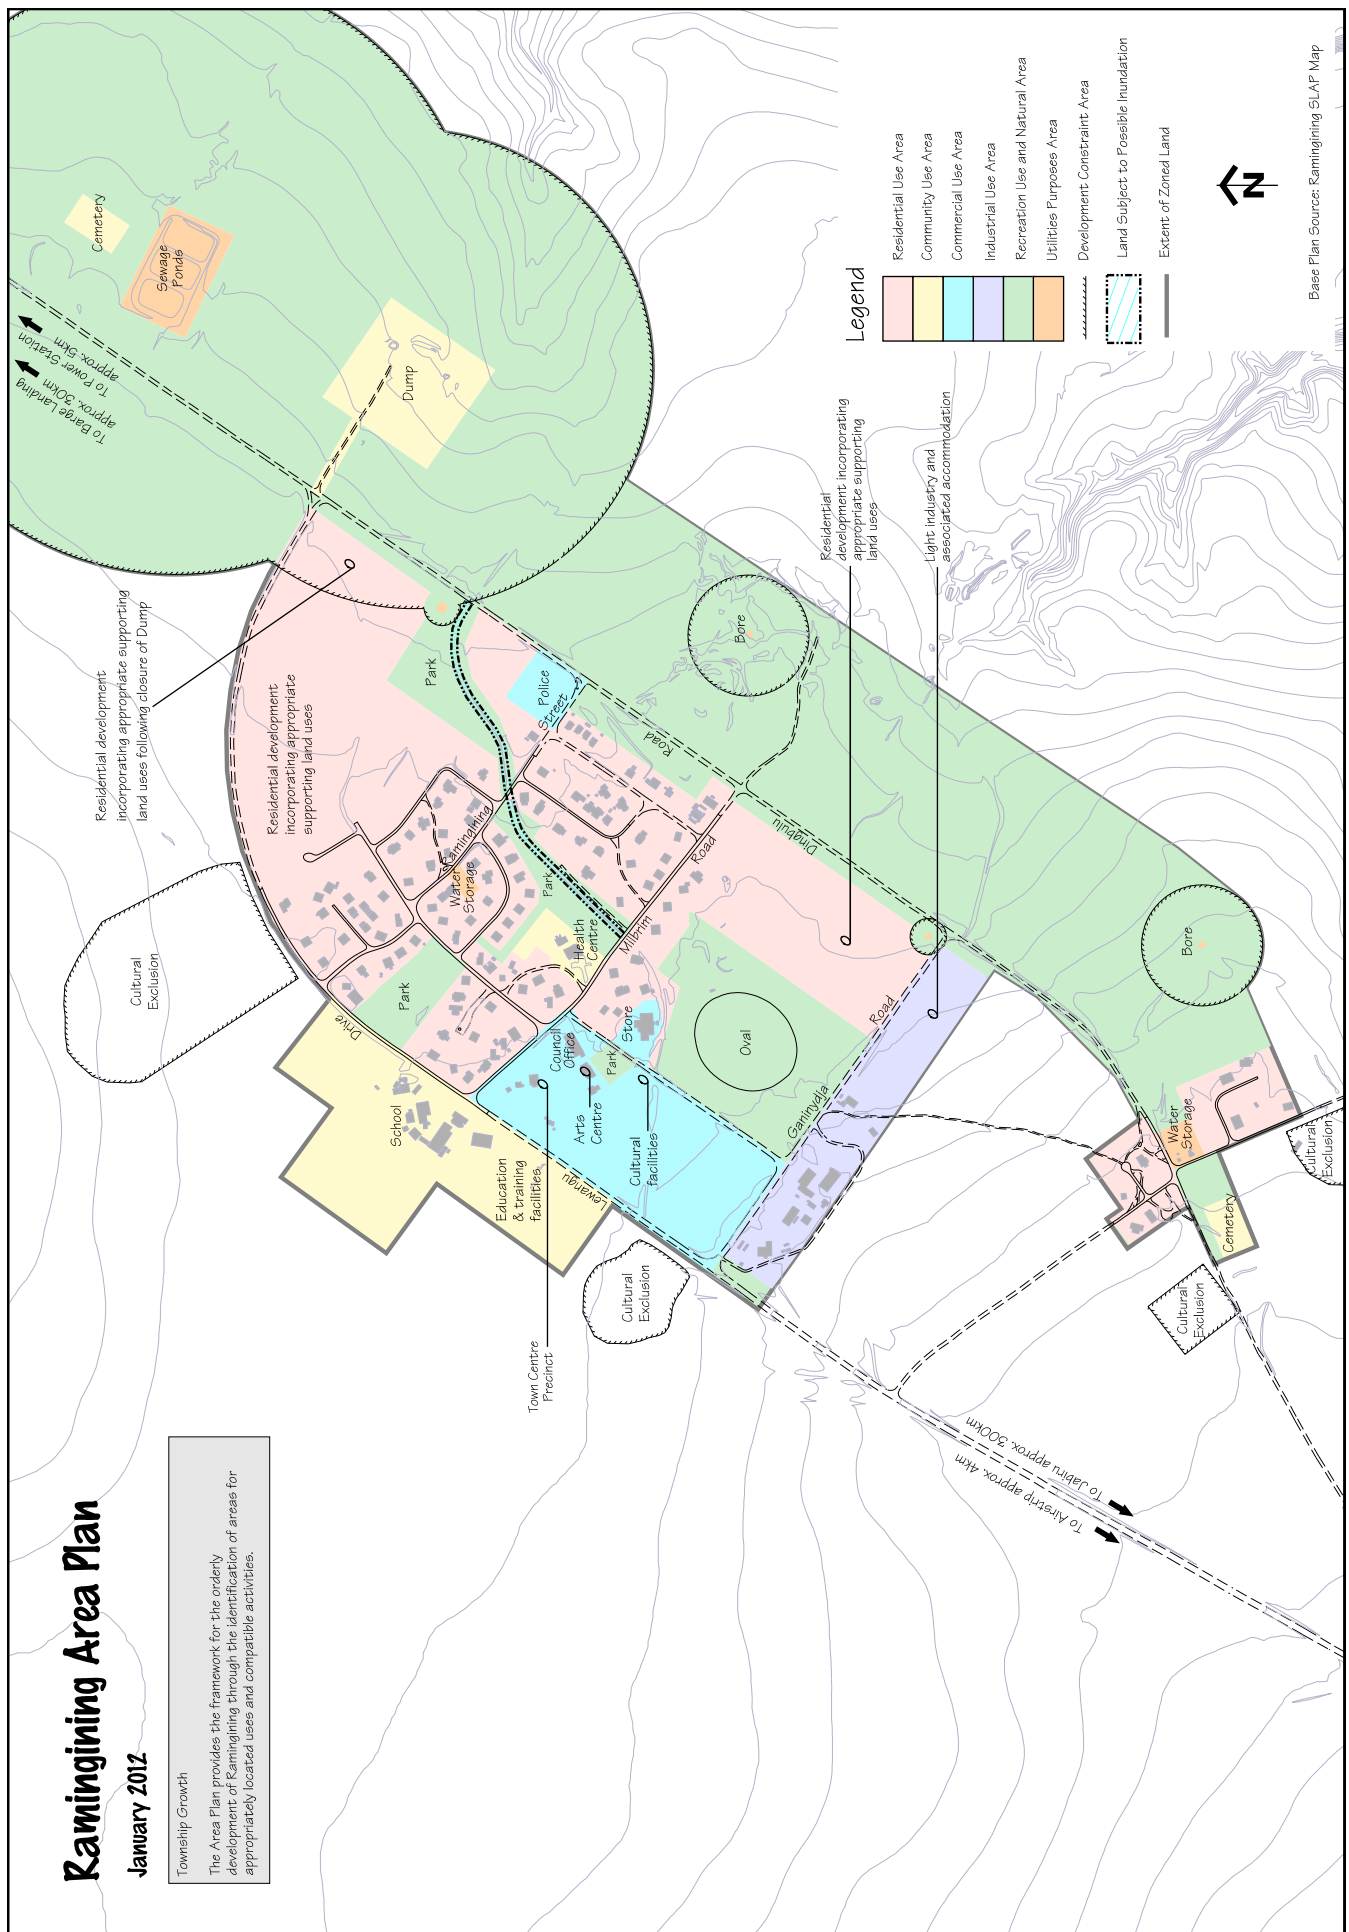 Ramingining Area Plan
January 2012
Township Growth
The Area Plan provides the framework for the orderly
development of Ramingining through the identification of areas for
appropriately located uses and compatible activities.
Cemetery
Sewage
Ponds
To Power Station
approx. 5km
To Barge Landing
approx. 30km
Dump
Residential development
incorporating appropriate supporting
land uses following closure of Dump
Residential development
incorporating appropriate
supporting land uses
Cultural
Exclusion
Park
Police
Street
Ramingining
Water
Storage
Road
Bore
Park
Health
Centre
Milbrim
Road
Dingbulu
Park
Drive
School
Council
Office
Store
Park
Arts
Centre
Cultural
facilities
Oval
Education
& training
facilities
Lewangu
Town Centre
Precinct
Cultural
Exclusion
Ganinydja
Road
Residential
development incorporating
appropriate supporting
land uses
Light industry and
associated accommodation
Bore
Water
Storage
Cultural
Exclusion
Cemetery
Cultural
Exclusion
To Jabiru approx. 300km
To Airstrip approx. 4km
Legend
Residential Use Area
Community Use Area
Commercial Use Area
Industrial Use Area
Recreation Use and Natural Area
Utilities Purposes Area
Development Constraint Area
Land Subject to Possible Inundation
Extent of Zoned Land
N
Base Plan Source: Ramingining SLAP Map